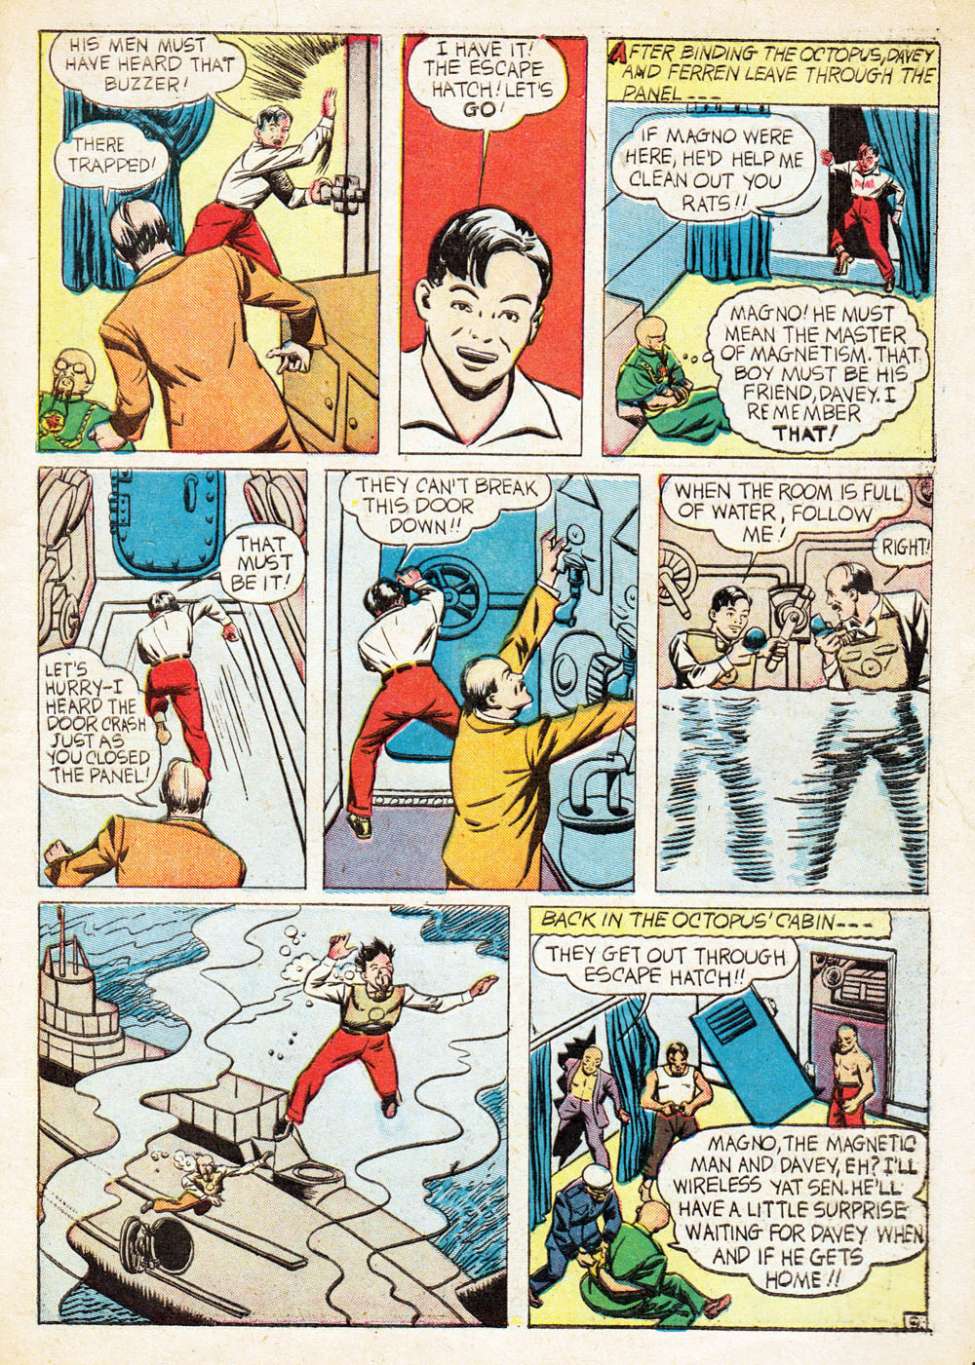 HIS MEN MUST
HAVE HEARD THAT
BUZZER!
THERE
TRAPPED!
I HAVE IT!
THE ESCAPE
HATCH! LET'S
GO!
AFTER BINDING THE OCTOPUS, DAVEY
AND FERREN LEAVE THROUGH THE
PANEL---
IF MAGNO WERE
HERE, HE'D HELP ME
CLEAN OUT YOU
RATS!!
MAGNO! HE MUST
MEAN THE MASTER
OF MAGNETISM. THAT
BOY MUST BE HIS
FRIEND, DAVEY. I
REMEMBER
THAT!
THAT
MUST
BE IT!
LET'S
HURRY-I
HEARD THE
DOOR CRASH
JUST AS
YOU CLOSED
THE PANEL!
THEY CAN'T BREAK
THIS DOOR
DOWN!!
WHEN THE ROOM IS FULL
OF WATER, FOLLOW
ME!
RIGHT!
BACK IN THE OCTOPUS' CABIN---
THEY GET OUT THROUGH
ESCAPE HATCH!!
MAGNO, THE MAGNETIC
MAN AND DAVEY, EH? I'LL
WIRELESS YAT SEN. HE'LL
HAVE A LITTLE SURPRISE
WAITING FOR DAVEY WHEN
AND IF HE GETS
HOME!!